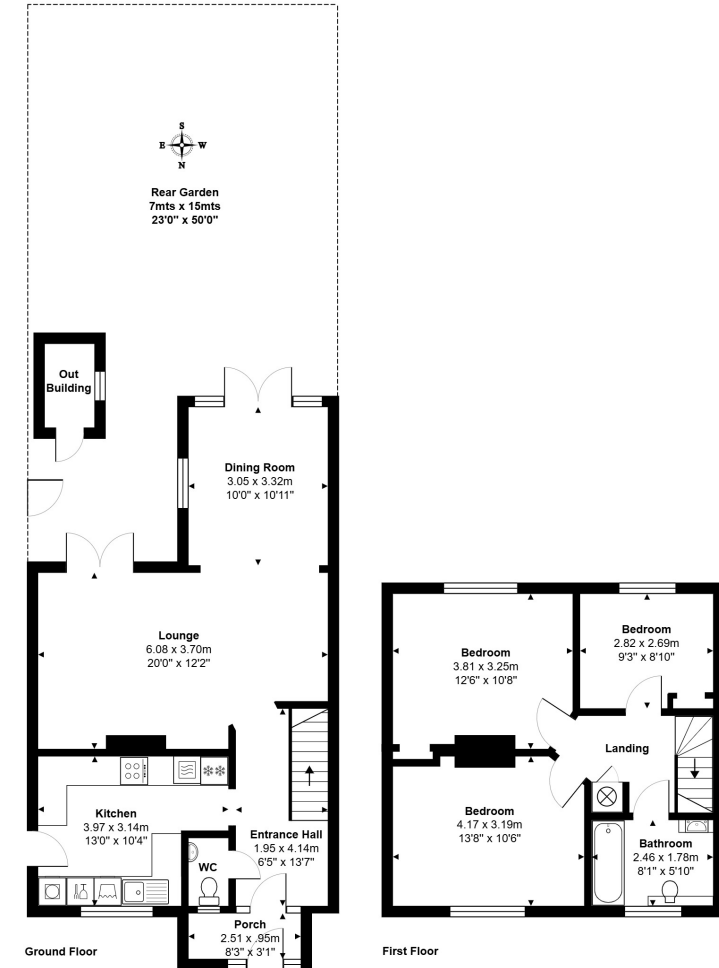 S
E W
N
Rear Garden
7mts x 15mts
23'0" x 50'0"
Out
Building
Dining Room
3.05 x 3.32m
10'0" x 10'11"
Lounge
6.08 x 3.70m
20'0" x 12'2"
Kitchen
3.97 x 3.14m
13'0" x 10'4"
Entrance Hall
1.95 x 4.14m
6'5" x 13'7"
WC
Porch
2.51 x .95m
8'3" x 3'1"
Ground Floor
Bedroom
3.81 x 3.25m
12'6" x 10'8"
Bedroom
2.82 x 2.69m
9'3" x 8'10"
Landing
Bedroom
4.17 x 3.19m
13'8" x 10'6"
Bathroom
2.46 x 1.78m
8'1" x 5'10"
First Floor